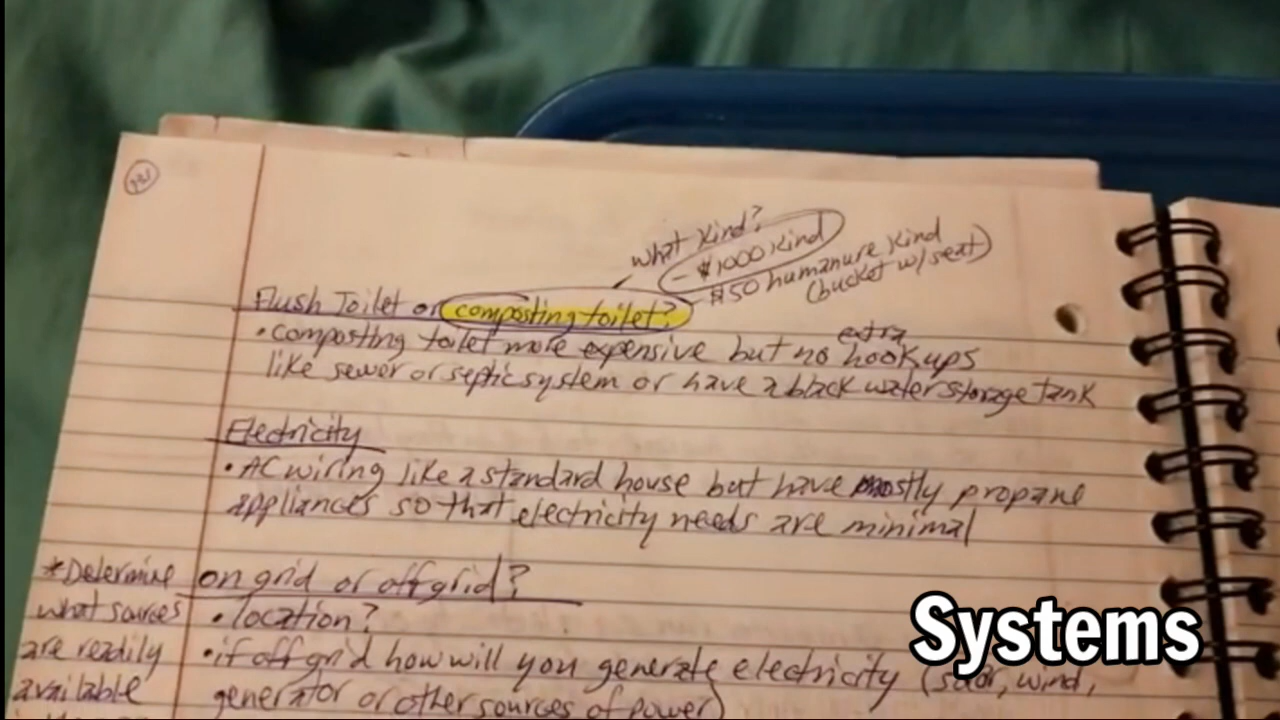 131
what kind?
- $1000 kind
$50 humanure kind
(bucket w/seat)
Flush Toilet or composting toilet?
extra
• composting toilet more expensive but no hookups
like sewer or septic system or have a black water storage tank
Electricity
• AC wiring like a standard house but have mostly propane
appliances so that electricity needs are minimal
on grid or off grid?
*Determine
what sources
are readily
available
• location?
• if off grid how will you generate electricity (solar, wind,
generator or other sources of power)
Systems